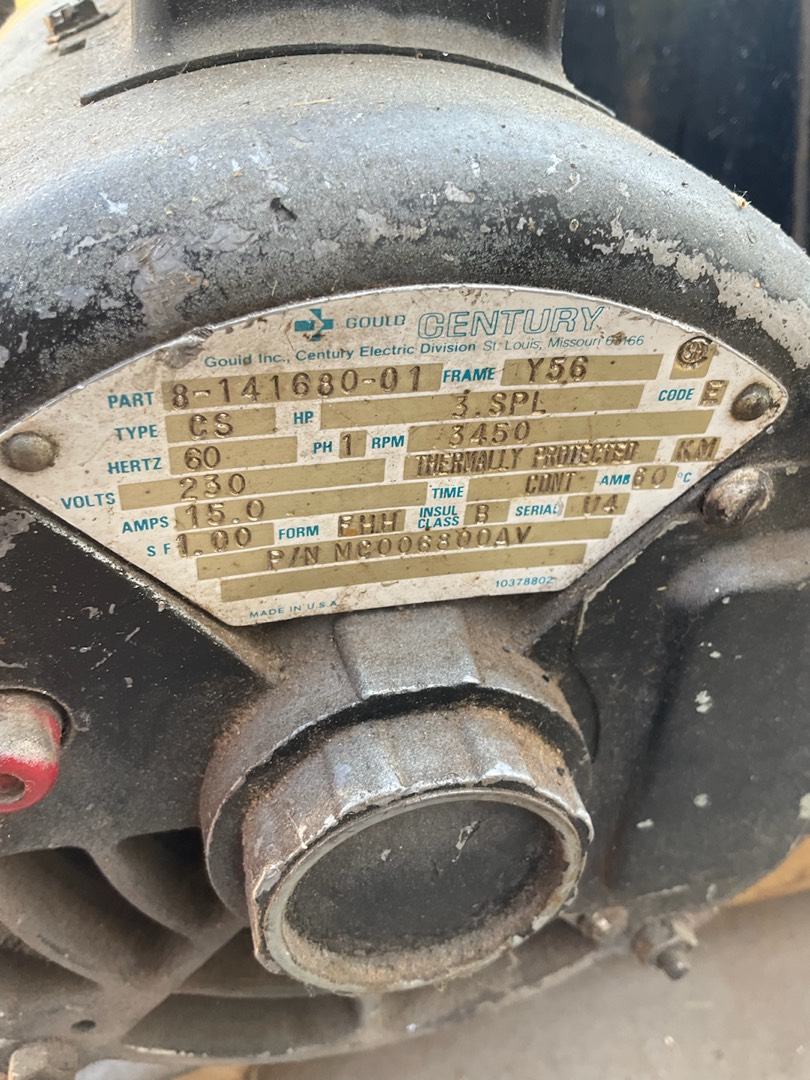 GOULD CENTURY
Gould Inc., Century Electric Division St. Louis, Missouri 63166
PART 8-141680-01 FRAME Y56
TYPE CS HP 3.SPL CODE E
HERTZ 60 PH 1 RPM 3450
VOLTS 230 THERMALLY PROTECTED KM
AMPS 15.0 TIME CONT AMB 60 °C
S F 1.00 FORM FHH INSUL CLASS B SERIAL U4
P/N MC006800AV
10378802
MADE IN U.S.A.